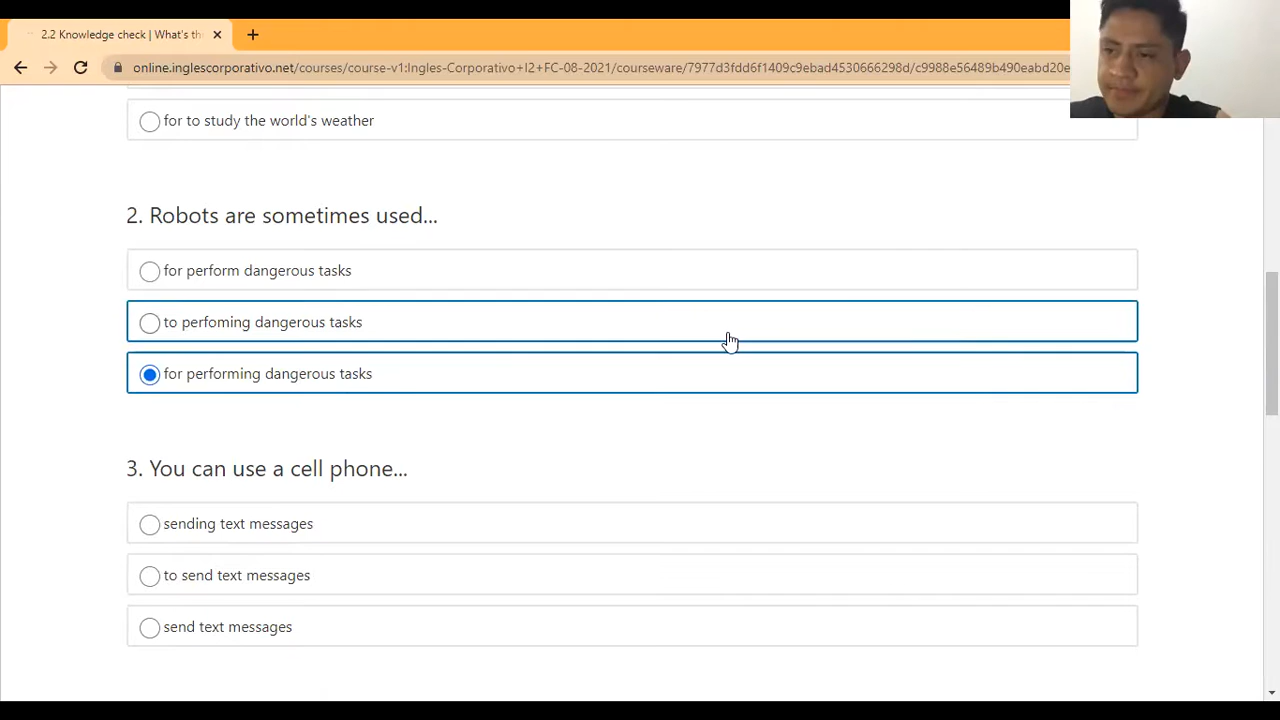 2.2 Knowledge check | What's th
online.inglescorporativo.net/courses/course-v1:Ingles-Corporativo+I2+FC-08-2021/courseware/7977d3fdd6f1409c9ebad4530666298d/c9988e56489b490eabd20e
for to study the world's weather
2. Robots are sometimes used...
for perform dangerous tasks
to perfoming dangerous tasks
for performing dangerous tasks
3. You can use a cell phone...
sending text messages
to send text messages
send text messages